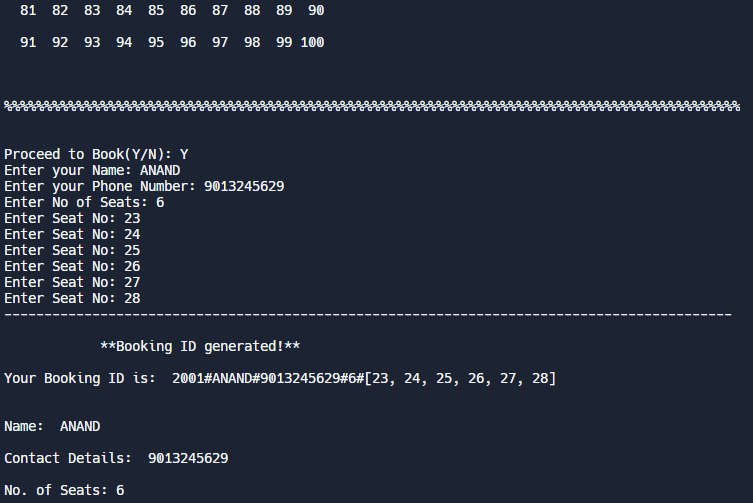 81 82 83 84 85 86 87 88 89 90
91 92 93 94 95 96 97 98 99 100
%%%%%%%%%%%%%%%%%%%%%%%%%%%%%%%%%%%%%%%%%%%%%%%%%%%%%%%%%%%%%%%%%%%%%%%%%%%%%%%%%%%%%%%%%%%%%%
Proceed to Book(Y/N): Y
Enter your Name: ANAND
Enter your Phone Number: 9013245629
Enter No of Seats: 6
Enter Seat No: 23
Enter Seat No: 24
Enter Seat No: 25
Enter Seat No: 26
Enter Seat No: 27
Enter Seat No: 28
-------------------------------------------------------------------------------------------
**Booking ID generated!**
Your Booking ID is:  2001#ANAND#9013245629#6#[23, 24, 25, 26, 27, 28]
Name:  ANAND
Contact Details:  9013245629
No. of Seats: 6